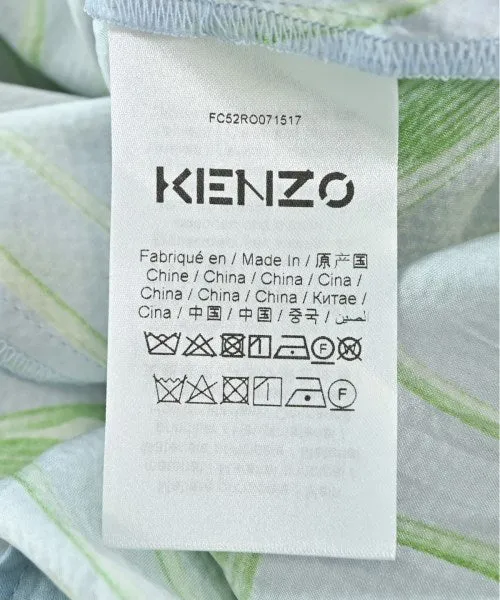 FC52RO071517
KENZO
Fabriqué en / Made In / 原产国
Chine / China / China / Cina /
China / China / China / Китае /
Cina / 中国 / 中国 / 중국 / الصين
F
F